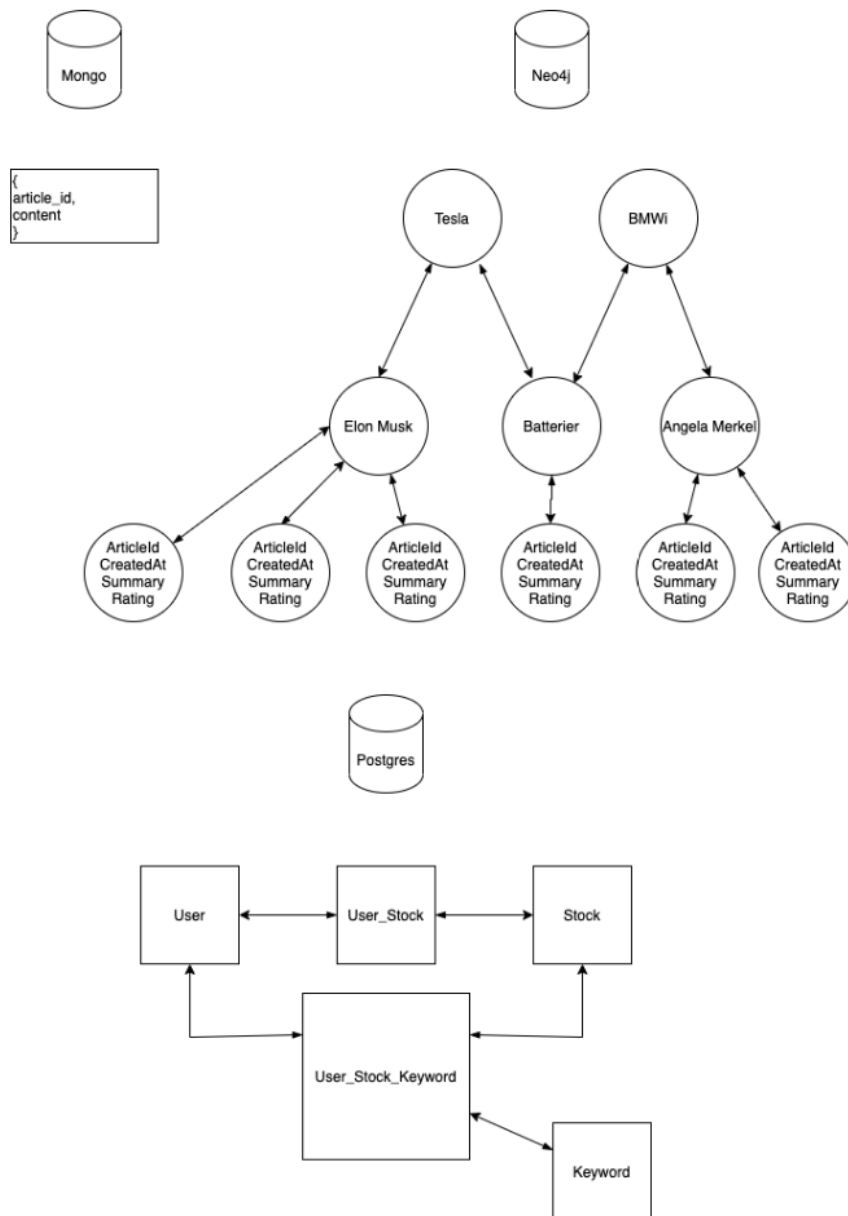 Mongo
Neo4j
{
article_id,
content
}
Tesla
BMWi
Elon Musk
Batterier
Angela Merkel
ArticleId
CreatedAt
Summary
Rating
ArticleId
CreatedAt
Summary
Rating
ArticleId
CreatedAt
Summary
Rating
ArticleId
CreatedAt
Summary
Rating
ArticleId
CreatedAt
Summary
Rating
ArticleId
CreatedAt
Summary
Rating
Postgres
User
User_Stock
Stock
User_Stock_Keyword
Keyword